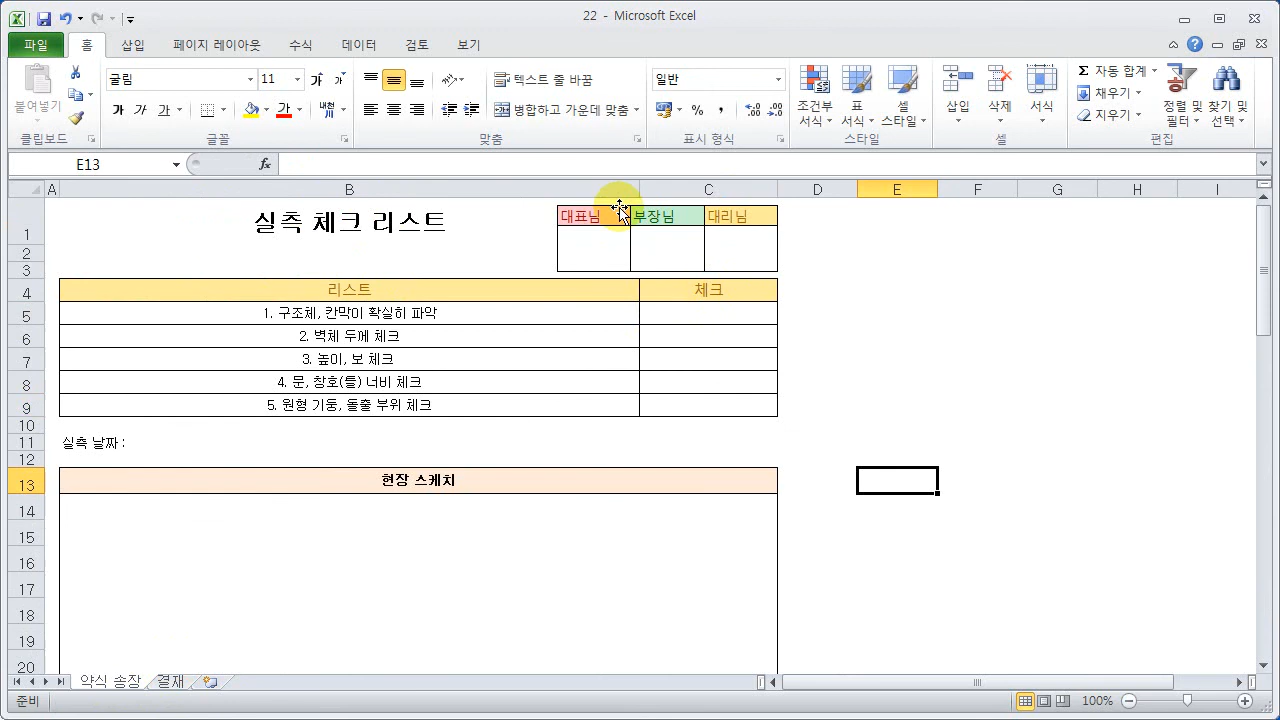 22 - Microsoft Excel
파일 홈 삽입 페이지 레이아웃 수식 데이터 검토 보기
붙여넣기
클립보드
굴림 11
가 가 가 내천
글꼴
텍스트 줄 바꿈
병합하고 가운데 맞춤
맞춤
일반
% ,
표시 형식
조건부 서식
표 서식
셀 스타일
스타일
삽입 삭제 서식
셀
Σ 자동 합계
채우기
지우기
정렬 및 필터
찾기 및 선택
편집
E13 fx
A B C D E F G H I
실측 체크 리스트
대표님 부장님 대리님
리스트 체크
1. 구조체, 칸막이 확실히 파악
2. 벽체 두께 체크
3. 높이, 보 체크
4. 문, 창호(틀) 너비 체크
5. 원형 기둥, 돌출 부위 체크
실측 날짜 :
현장 스케치
1
2
3
4
5
6
7
8
9
10
11
12
13
14
15
16
17
18
19
20
약식 송장 결재
준비 100%